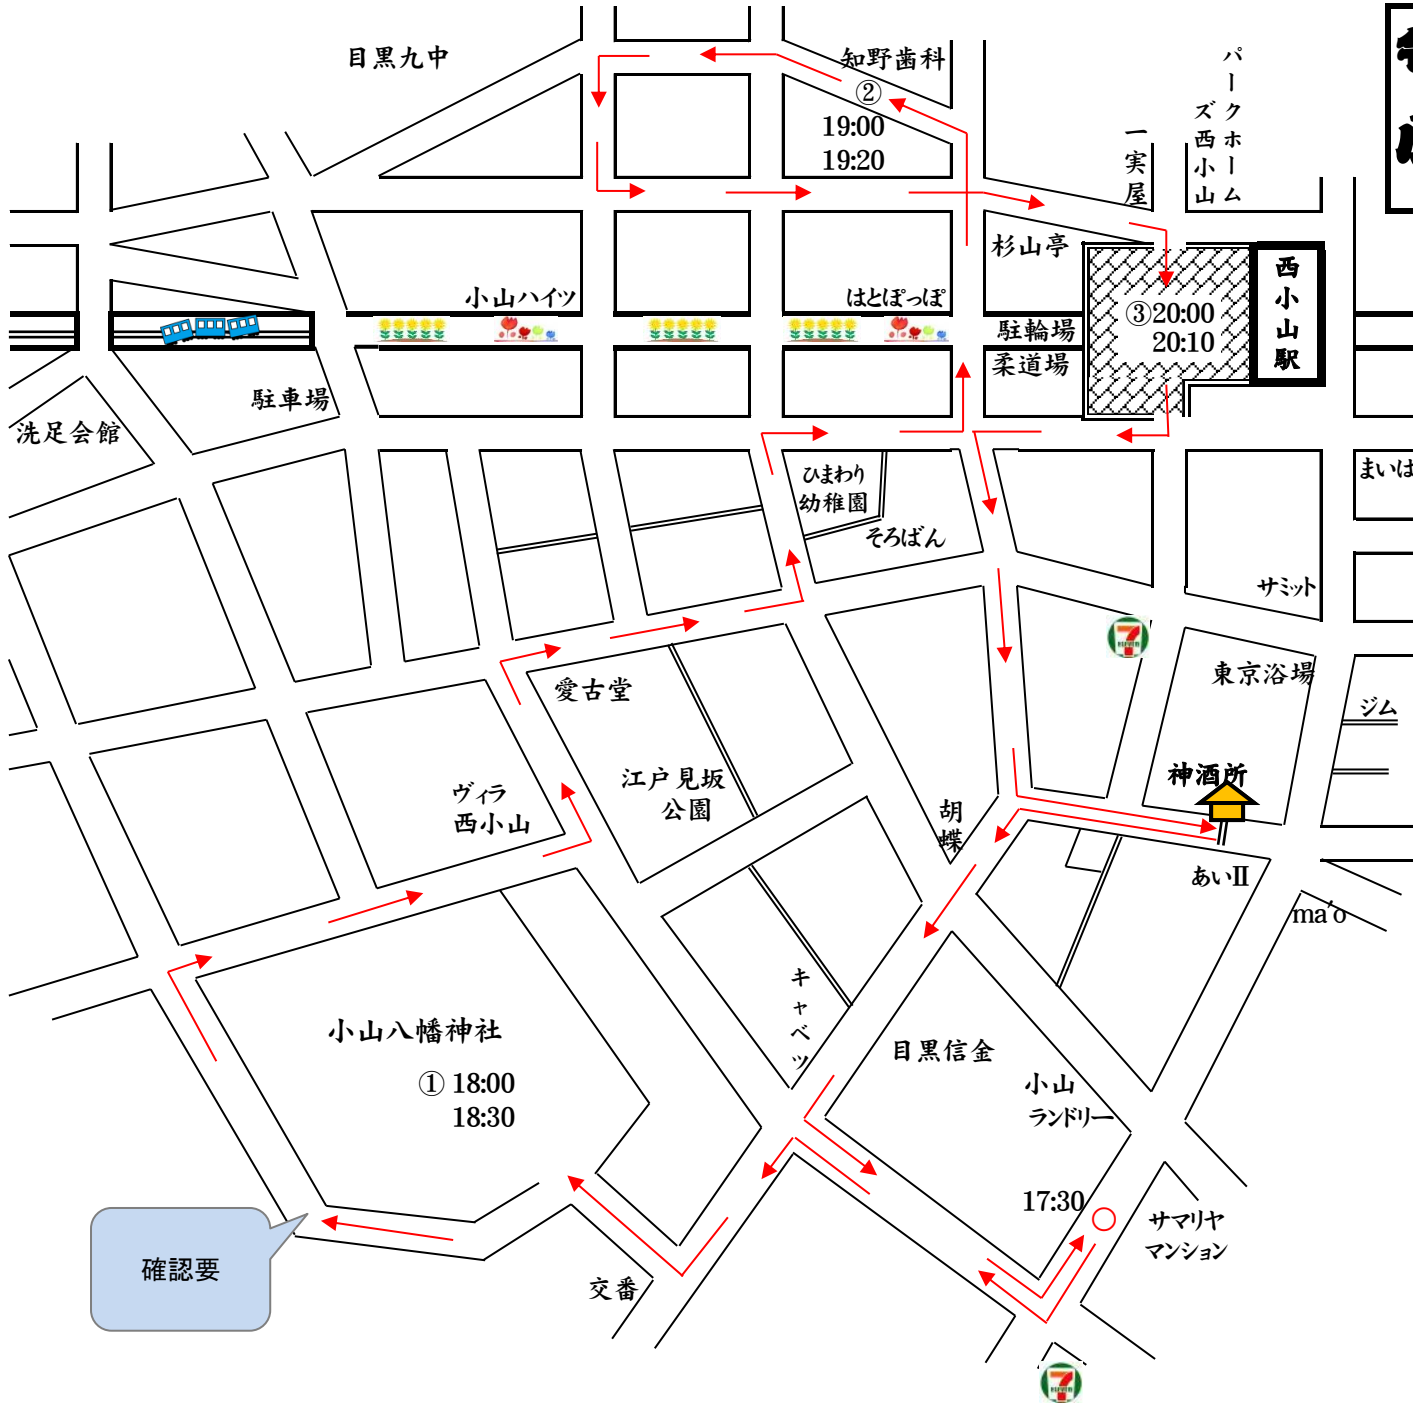 目黒九中
知野歯科
②
19:00
19:20
パークホーム
ズ西小山
一実屋
杉山亭
西小山駅
小山ハイツ
はとぽっぽ
③20:00
20:10
駐輪場
柔道場
駐車場
洗足会館
ひまわり
幼稚園
まいば
そろばん
サミット
7
東京浴場
愛古堂
ジム
神酒所
江戸見坂
公園
ヴィラ
西小山
胡蝶
あいⅡ
ma'o
キャベツ
小山八幡神社
目黒信金
小山
ランドリー
① 18:00
18:30
17:30
サマリヤ
マンション
確認要
交番
7